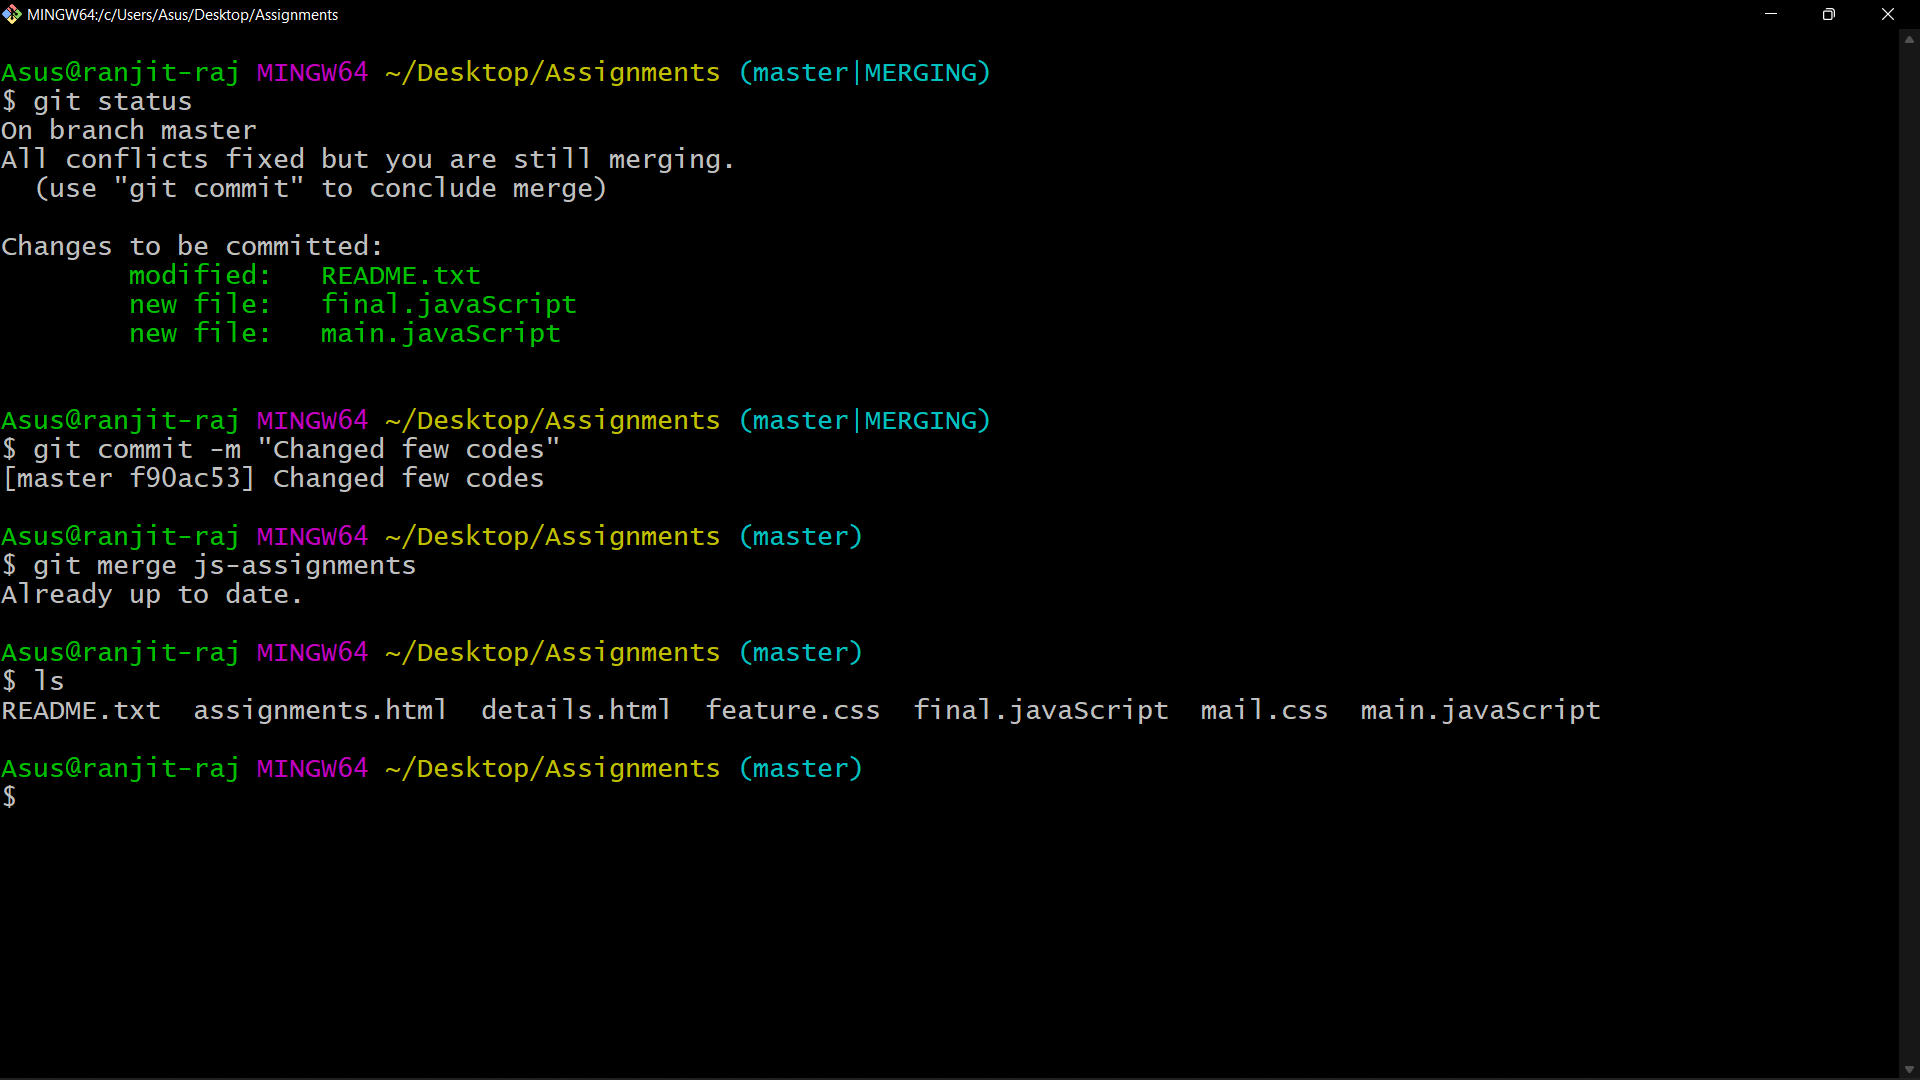 MINGW64:/c/Users/Asus/Desktop/Assignments
Asus@ranjit-raj MINGW64 ~/Desktop/Assignments (master|MERGING)
$ git status
On branch master
All conflicts fixed but you are still merging.
  (use "git commit" to conclude merge)
Changes to be committed:
        modified:   README.txt
        new file:   final.javaScript
        new file:   main.javaScript
Asus@ranjit-raj MINGW64 ~/Desktop/Assignments (master|MERGING)
$ git commit -m "Changed few codes"
[master f90ac53] Changed few codes
Asus@ranjit-raj MINGW64 ~/Desktop/Assignments (master)
$ git merge js-assignments
Already up to date.
Asus@ranjit-raj MINGW64 ~/Desktop/Assignments (master)
$ ls
README.txt  assignments.html  details.html  feature.css  final.javaScript  mail.css  main.javaScript
Asus@ranjit-raj MINGW64 ~/Desktop/Assignments (master)
$